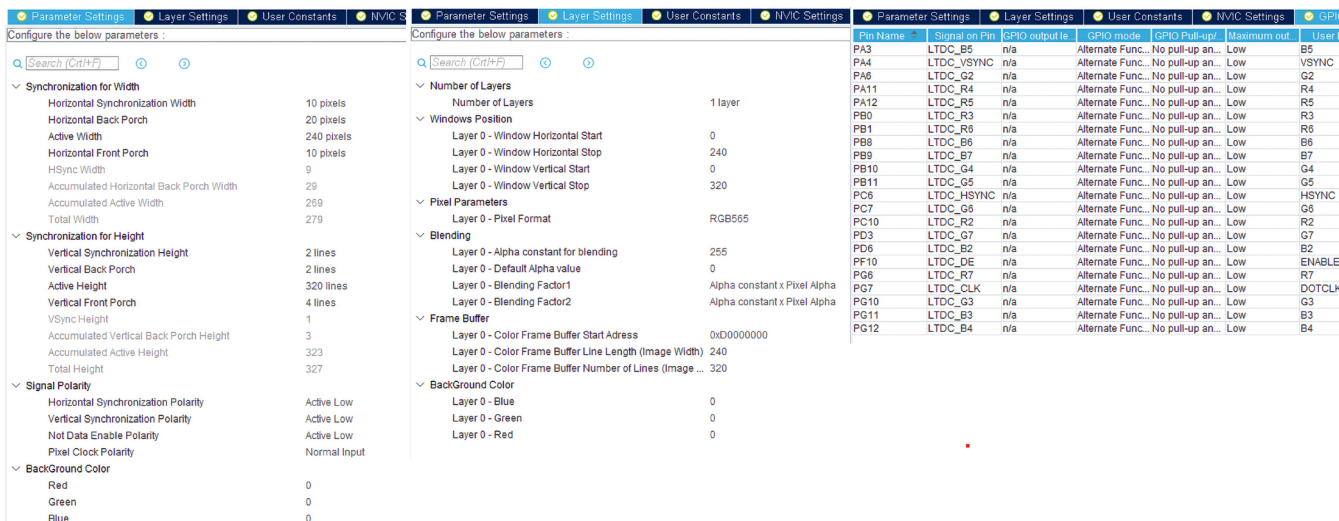 Parameter Settings Layer Settings User Constants NVIC S
Configure the below parameters :
Search (Crtl+F)
Synchronization for Width
Horizontal Synchronization Width 10 pixels
Horizontal Back Porch 20 pixels
Active Width 240 pixels
Horizontal Front Porch 10 pixels
HSync Width 9
Accumulated Horizontal Back Porch Width 29
Accumulated Active Width 269
Total Width 279
Synchronization for Height
Vertical Synchronization Height 2 lines
Vertical Back Porch 2 lines
Active Height 320 lines
Vertical Front Porch 4 lines
VSync Height 1
Accumulated Vertical Back Porch Height 3
Accumulated Active Height 323
Total Height 327
Signal Polarity
Horizontal Synchronization Polarity Active Low
Vertical Synchronization Polarity Active Low
Not Data Enable Polarity Active Low
Pixel Clock Polarity Normal Input
BackGround Color
Red 0
Green 0
Blue 0
Parameter Settings Layer Settings User Constants NVIC Settings
Configure the below parameters :
Search (Crtl+F)
Number of Layers
Number of Layers 1 layer
Windows Position
Layer 0 - Window Horizontal Start 0
Layer 0 - Window Horizontal Stop 240
Layer 0 - Window Vertical Start 0
Layer 0 - Window Vertical Stop 320
Pixel Parameters
Layer 0 - Pixel Format RGB565
Blending
Layer 0 - Alpha constant for blending 255
Layer 0 - Default Alpha value 0
Layer 0 - Blending Factor1 Alpha constant x Pixel Alpha
Layer 0 - Blending Factor2 Alpha constant x Pixel Alpha
Frame Buffer
Layer 0 - Color Frame Buffer Start Adress 0xD0000000
Layer 0 - Color Frame Buffer Line Length (Image Width) 240
Layer 0 - Color Frame Buffer Number of Lines (Image ... 320
BackGround Color
Layer 0 - Blue 0
Layer 0 - Green 0
Layer 0 - Red 0
Parameter Settings Layer Settings User Constants NVIC Settings GPI
Pin Name Signal on Pin GPIO output le... GPIO mode GPIO Pull-up/... Maximum out... User
PA3 LTDC_B5 n/a Alternate Func... No pull-up an... Low B5
PA4 LTDC_VSYNC n/a Alternate Func... No pull-up an... Low VSYNC
PA6 LTDC_G2 n/a Alternate Func... No pull-up an... Low G2
PA11 LTDC_R4 n/a Alternate Func... No pull-up an... Low R4
PA12 LTDC_R5 n/a Alternate Func... No pull-up an... Low R5
PB0 LTDC_R3 n/a Alternate Func... No pull-up an... Low R3
PB1 LTDC_R6 n/a Alternate Func... No pull-up an... Low R6
PB8 LTDC_B6 n/a Alternate Func... No pull-up an... Low B6
PB9 LTDC_B7 n/a Alternate Func... No pull-up an... Low B7
PB10 LTDC_G4 n/a Alternate Func... No pull-up an... Low G4
PB11 LTDC_G5 n/a Alternate Func... No pull-up an... Low G5
PC6 LTDC_HSYNC n/a Alternate Func... No pull-up an... Low HSYNC
PC7 LTDC_G6 n/a Alternate Func... No pull-up an... Low G6
PC10 LTDC_R2 n/a Alternate Func... No pull-up an... Low R2
PD3 LTDC_G7 n/a Alternate Func... No pull-up an... Low G7
PD6 LTDC_B2 n/a Alternate Func... No pull-up an... Low B2
PF10 LTDC_DE n/a Alternate Func... No pull-up an... Low ENABLE
PG6 LTDC_R7 n/a Alternate Func... No pull-up an... Low R7
PG7 LTDC_CLK n/a Alternate Func... No pull-up an... Low DOTCLK
PG10 LTDC_G3 n/a Alternate Func... No pull-up an... Low G3
PG11 LTDC_B3 n/a Alternate Func... No pull-up an... Low B3
PG12 LTDC_B4 n/a Alternate Func... No pull-up an... Low B4